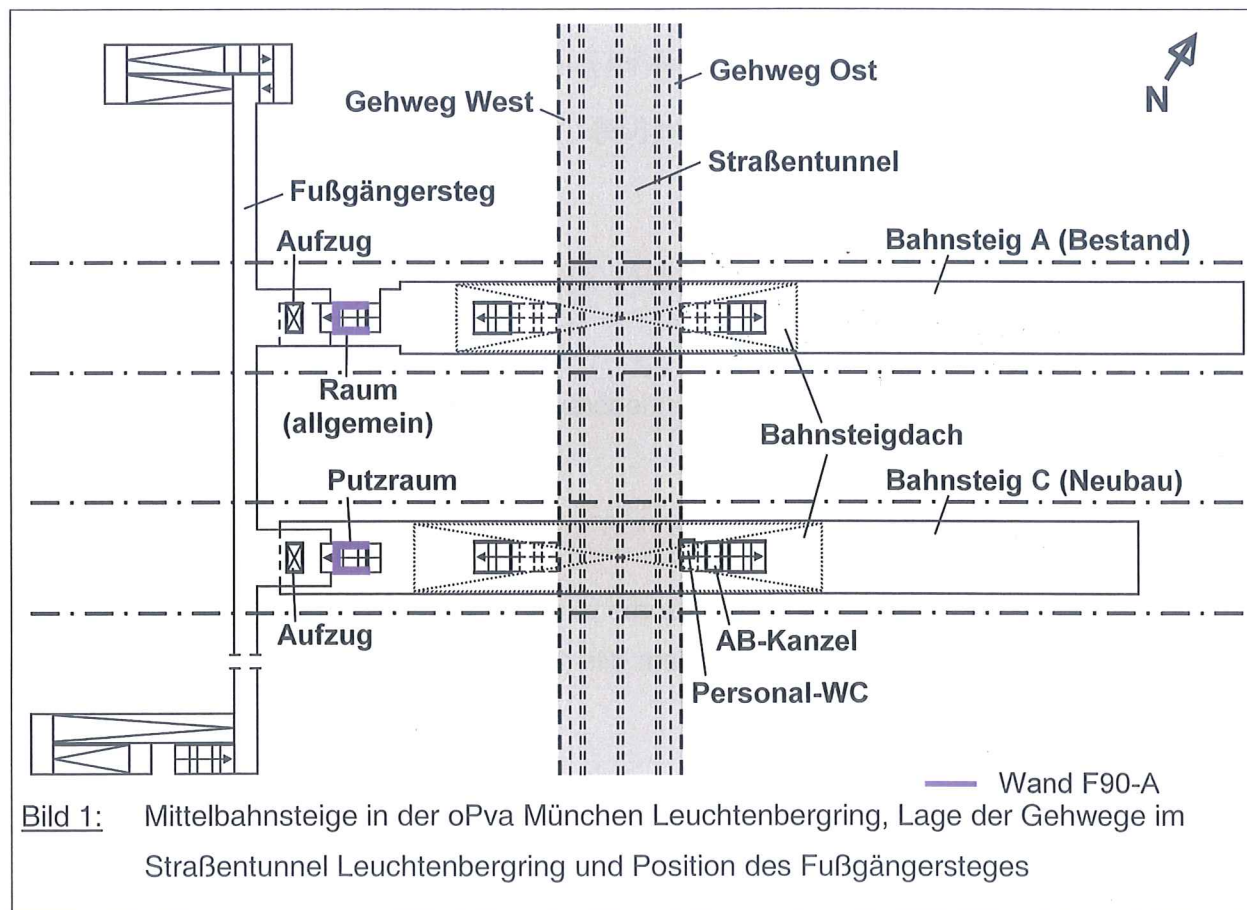 Gehweg Ost
N
Gehweg West
Straßentunnel
Fußgängersteg
Aufzug
Bahnsteig A (Bestand)
Raum
(allgemein)
Bahnsteigdach
Putzraum
Bahnsteig C (Neubau)
Aufzug
AB-Kanzel
Personal-WC
Wand F90-A
Bild 1: Mittelbahnsteige in der oPva München Leuchtenbergring, Lage der Gehwege im
Straßentunnel Leuchtenbergring und Position des Fußgängersteges